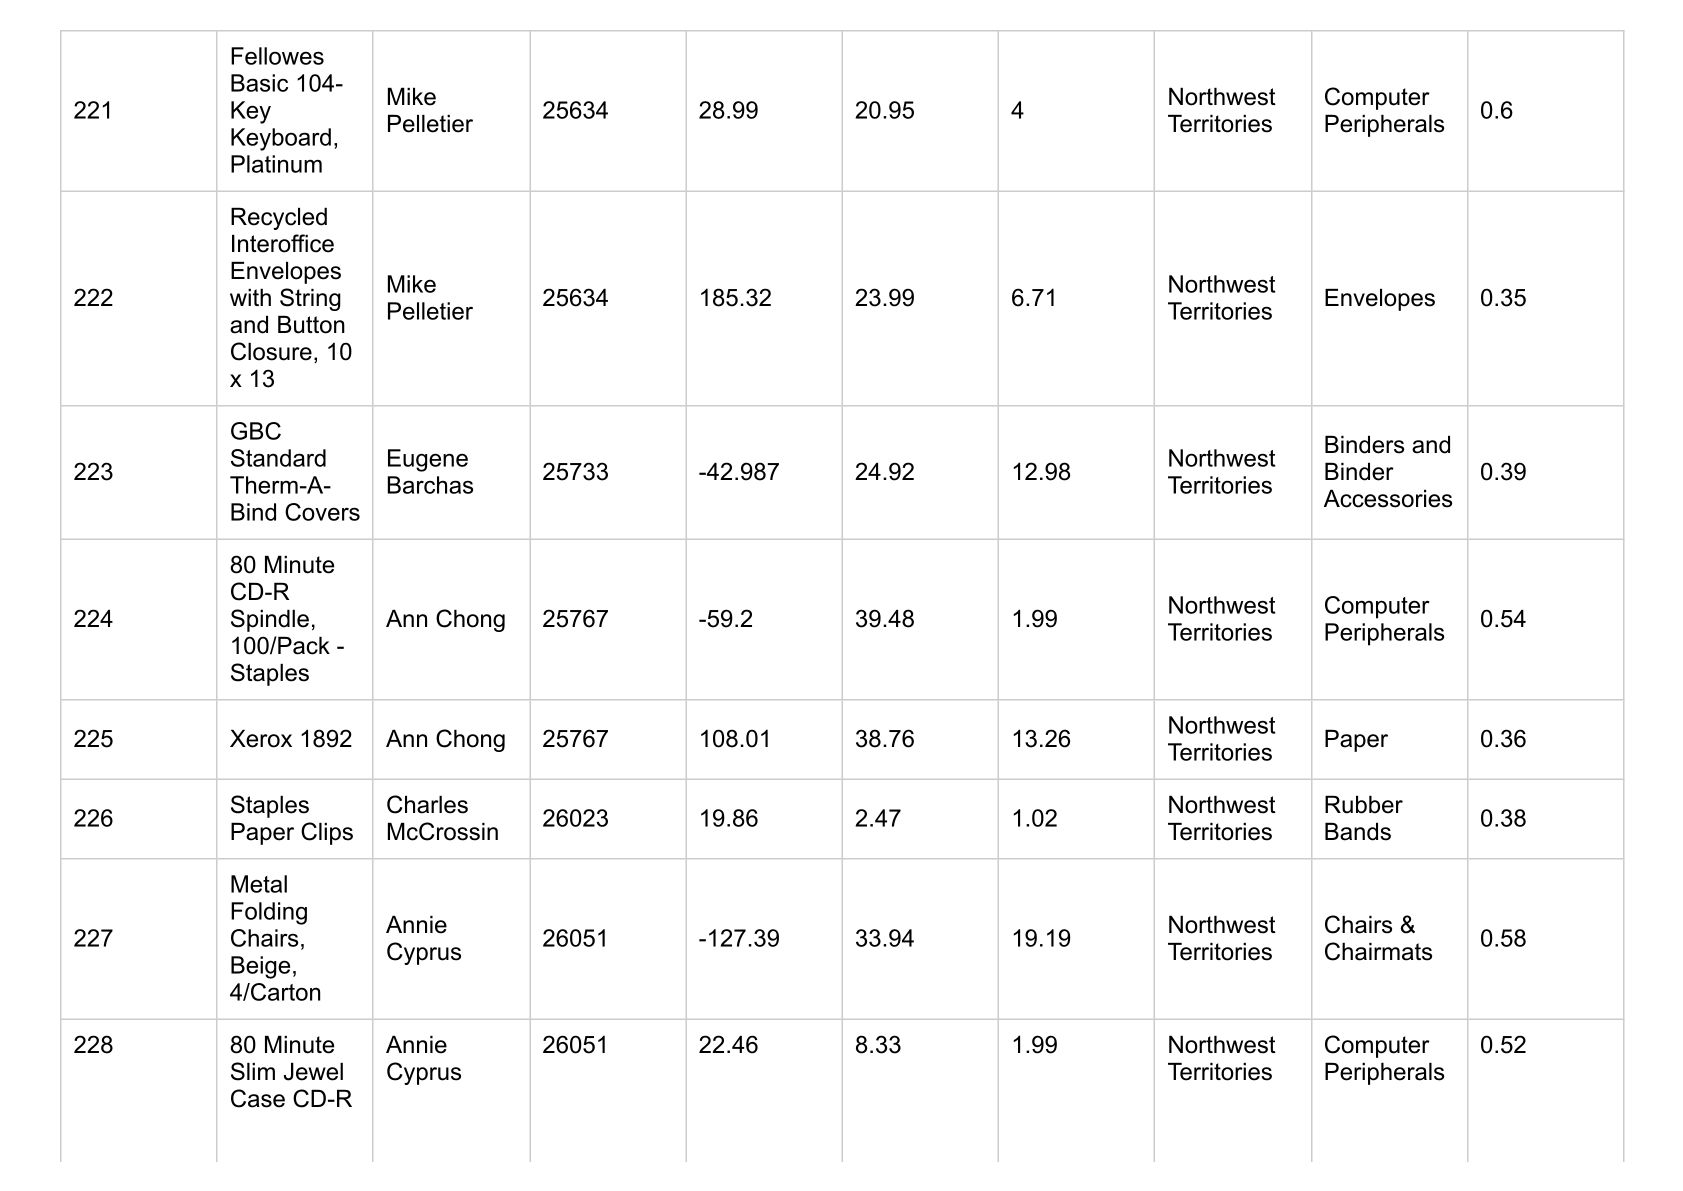 221
Fellowes
Basic 104-
Key
Keyboard,
Platinum
Mike
Pelletier
25634
28.99
20.95
4
Northwest
Territories
Computer
Peripherals
0.6
222
Recycled
Interoffice
Envelopes
with String
and Button
Closure, 10
x 13
Mike
Pelletier
25634
185.32
23.99
6.71
Northwest
Territories
Envelopes
0.35
223
GBC
Standard
Therm-A-
Bind Covers
Eugene
Barchas
25733
-42.987
24.92
12.98
Northwest
Territories
Binders and
Binder
Accessories
0.39
224
80 Minute
CD-R
Spindle,
100/Pack -
Staples
Ann Chong
25767
-59.2
39.48
1.99
Northwest
Territories
Computer
Peripherals
0.54
225
Xerox 1892
Ann Chong
25767
108.01
38.76
13.26
Northwest
Territories
Paper
0.36
226
Staples
Paper Clips
Charles
McCrossin
26023
19.86
2.47
1.02
Northwest
Territories
Rubber
Bands
0.38
227
Metal
Folding
Chairs,
Beige,
4/Carton
Annie
Cyprus
26051
-127.39
33.94
19.19
Northwest
Territories
Chairs &
Chairmats
0.58
228
80 Minute
Slim Jewel
Case CD-R
Annie
Cyprus
26051
22.46
8.33
1.99
Northwest
Territories
Computer
Peripherals
0.52